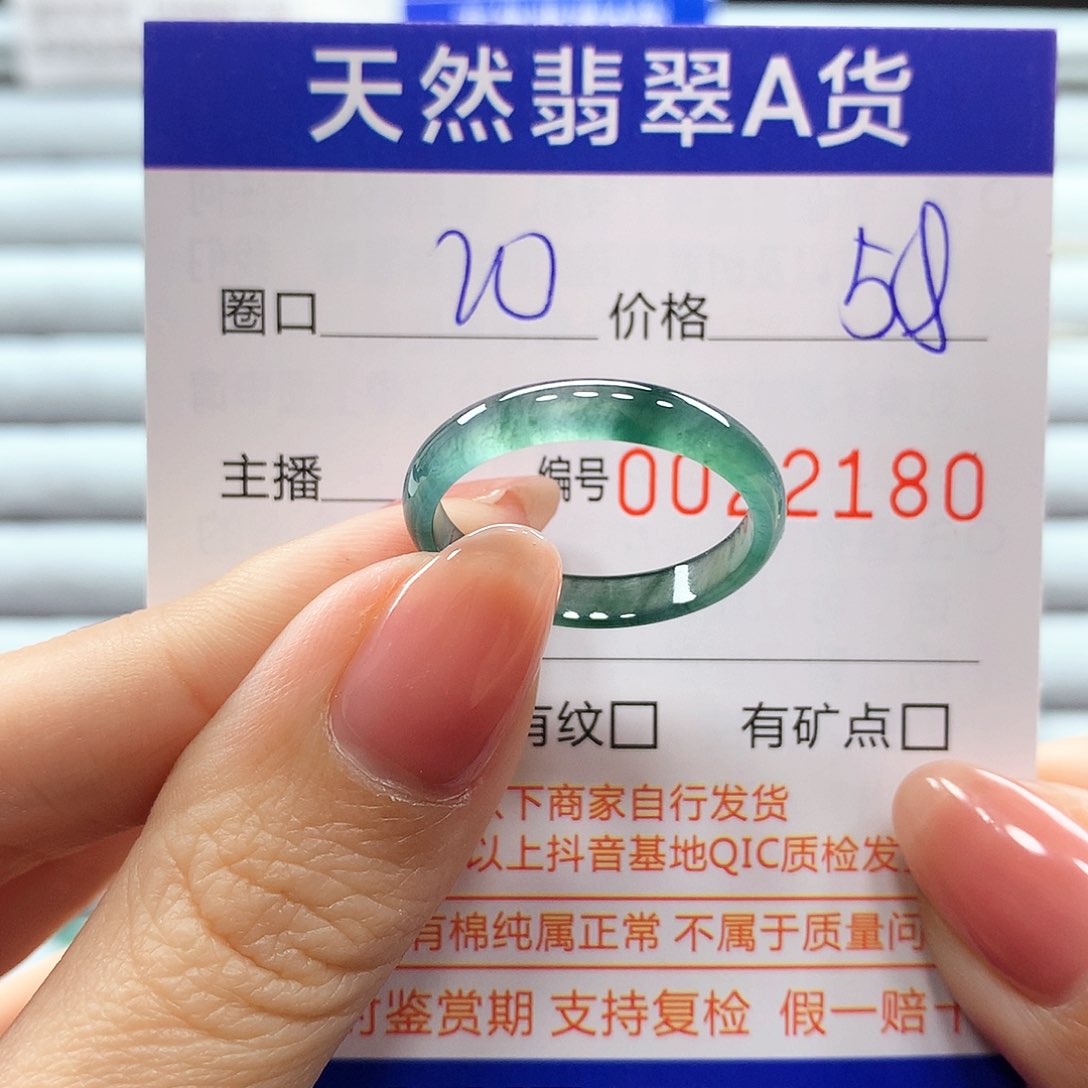 天然翡翠A货
圈口 20 价格 58
主播 编号 0022180
有纹□ 有矿点□
下商家自行发货
以上抖音基地QIC质检发
有棉纯属正常 不属于质量问
鉴赏期 支持复检 假一赔十